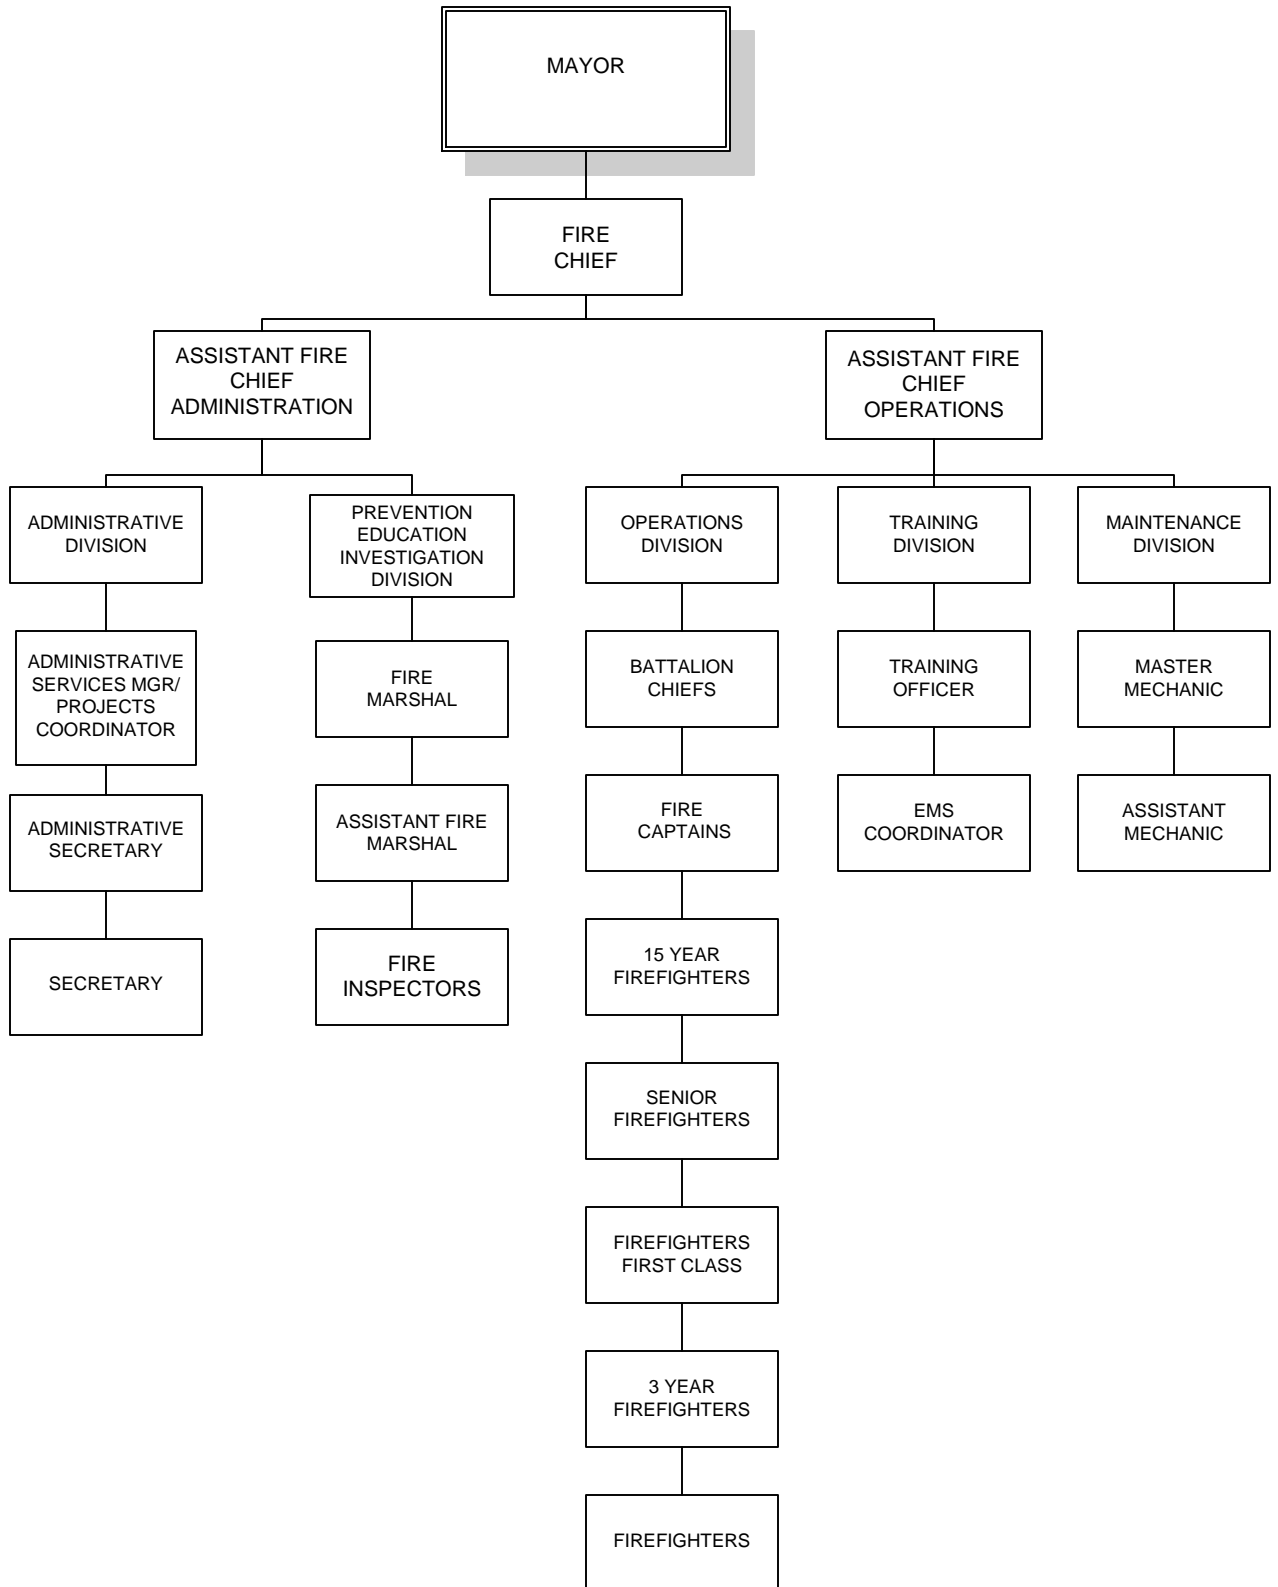 MAYOR
FIRE
CHIEF
ASSISTANT FIRE
CHIEF
ADMINISTRATION
ASSISTANT FIRE
CHIEF
OPERATIONS
ADMINISTRATIVE
DIVISION
PREVENTION
EDUCATION
INVESTIGATION
DIVISION
OPERATIONS
DIVISION
TRAINING
DIVISION
MAINTENANCE
DIVISION
ADMINISTRATIVE
SERVICES MGR/
PROJECTS
COORDINATOR
FIRE
MARSHAL
BATTALION
CHIEFS
TRAINING
OFFICER
MASTER
MECHANIC
ADMINISTRATIVE
SECRETARY
ASSISTANT FIRE
MARSHAL
FIRE
CAPTAINS
EMS
COORDINATOR
ASSISTANT
MECHANIC
SECRETARY
FIRE
INSPECTORS
15 YEAR
FIREFIGHTERS
SENIOR
FIREFIGHTERS
FIREFIGHTERS
FIRST CLASS
3 YEAR
FIREFIGHTERS
FIREFIGHTERS